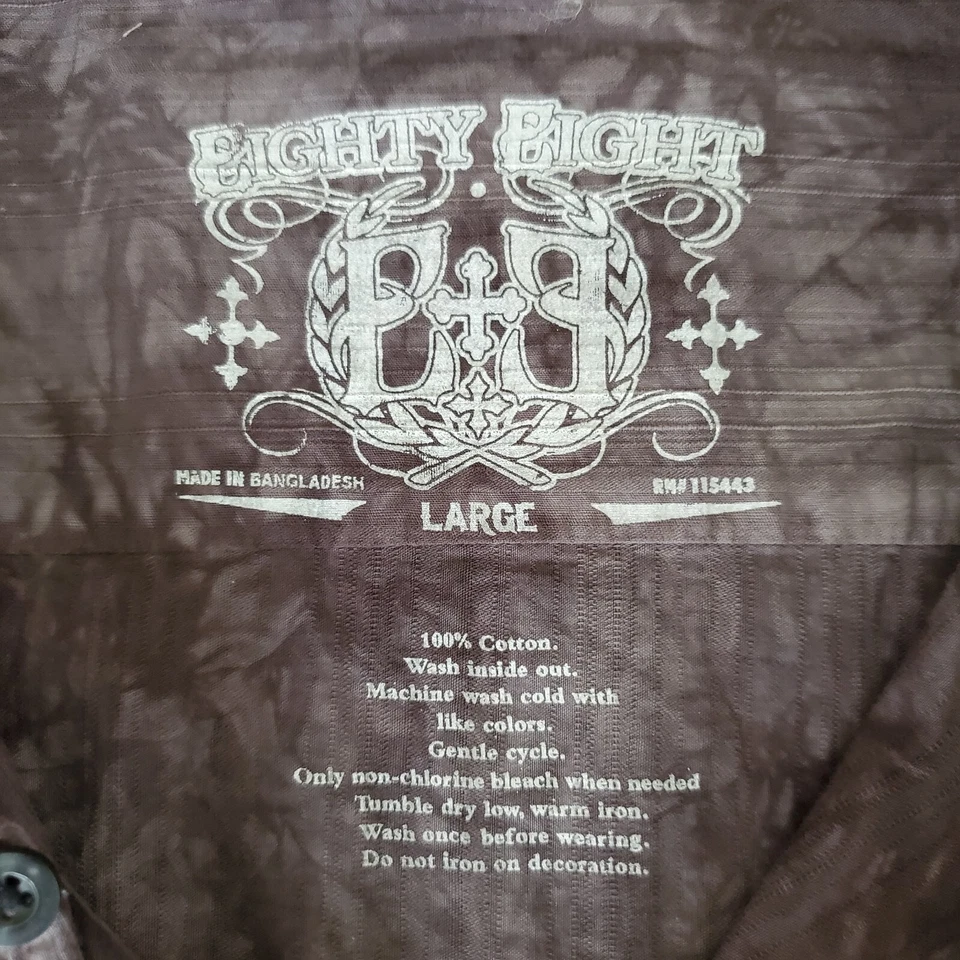 EIGHTY EIGHT
MADE IN BANGLADESH
RN# 115443
LARGE
100% Cotton.
Wash inside out.
Machine wash cold with
like colors.
Gentle cycle.
Only non-chlorine bleach when needed
Tumble dry low, warm iron.
Wash once before wearing.
Do not iron on decoration.